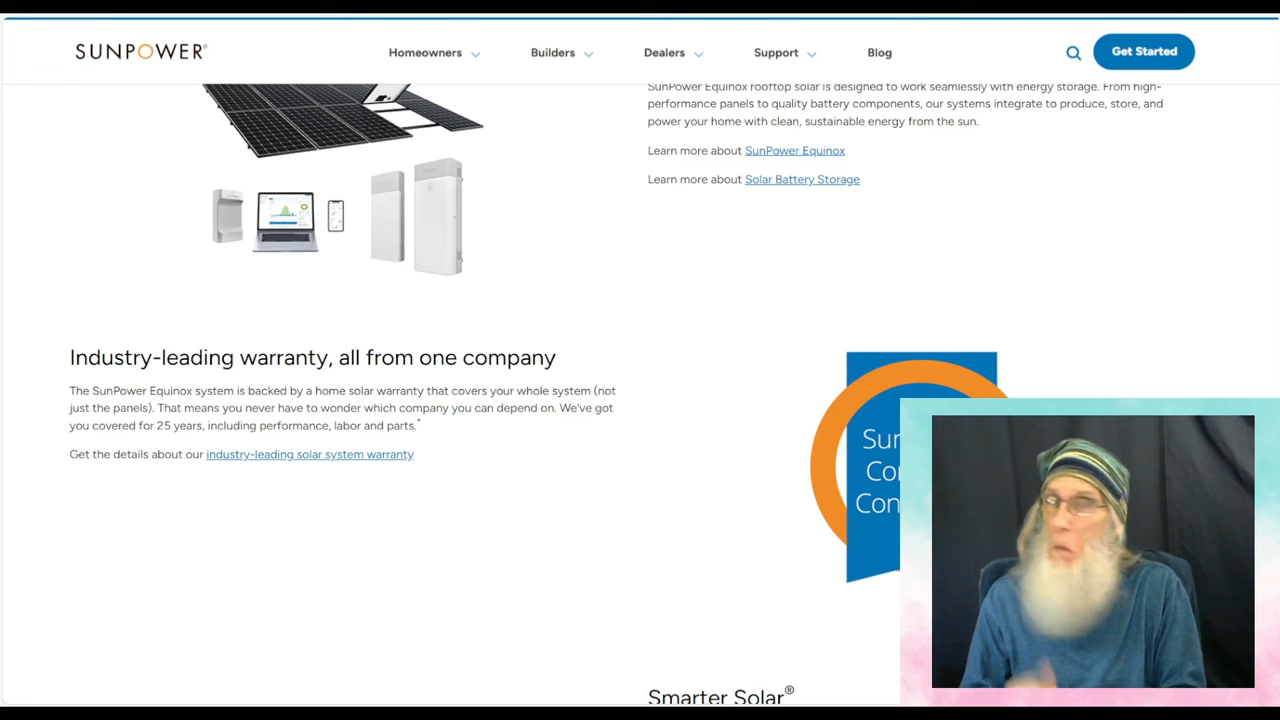 SUNPOWER®
Homeowners
Builders
Dealers
Support
Blog
Get Started
SunPower Equinox rooftop solar is designed to work seamlessly with energy storage. From high-
performance panels to quality battery components, our systems integrate to produce, store, and
power your home with clean, sustainable energy from the sun.
Learn more about SunPower Equinox
Learn more about Solar Battery Storage
Industry-leading warranty, all from one company
The SunPower Equinox system is backed by a home solar warranty that covers your whole system (not
just the panels). That means you never have to wonder which company you can depend on. We've got
you covered for 25 years, including performance, labor and parts.*
Get the details about our industry-leading solar system warranty
Smarter Solar®